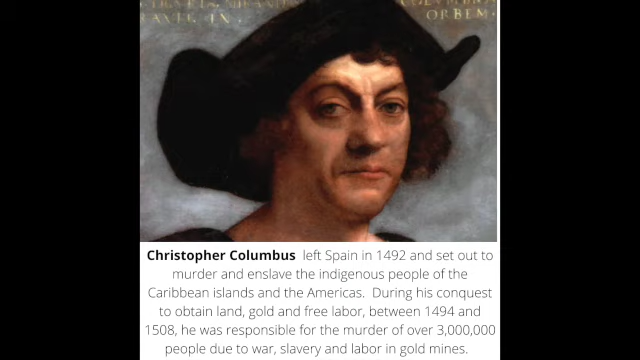 ORBEM·
Christopher Columbus left Spain in 1492 and set out to
murder and enslave the indigenous people of the
Caribbean islands and the Americas. During his conquest
to obtain land, gold and free labor, between 1494 and
1508, he was responsible for the murder of over 3,000,000
people due to war, slavery and labor in gold mines.